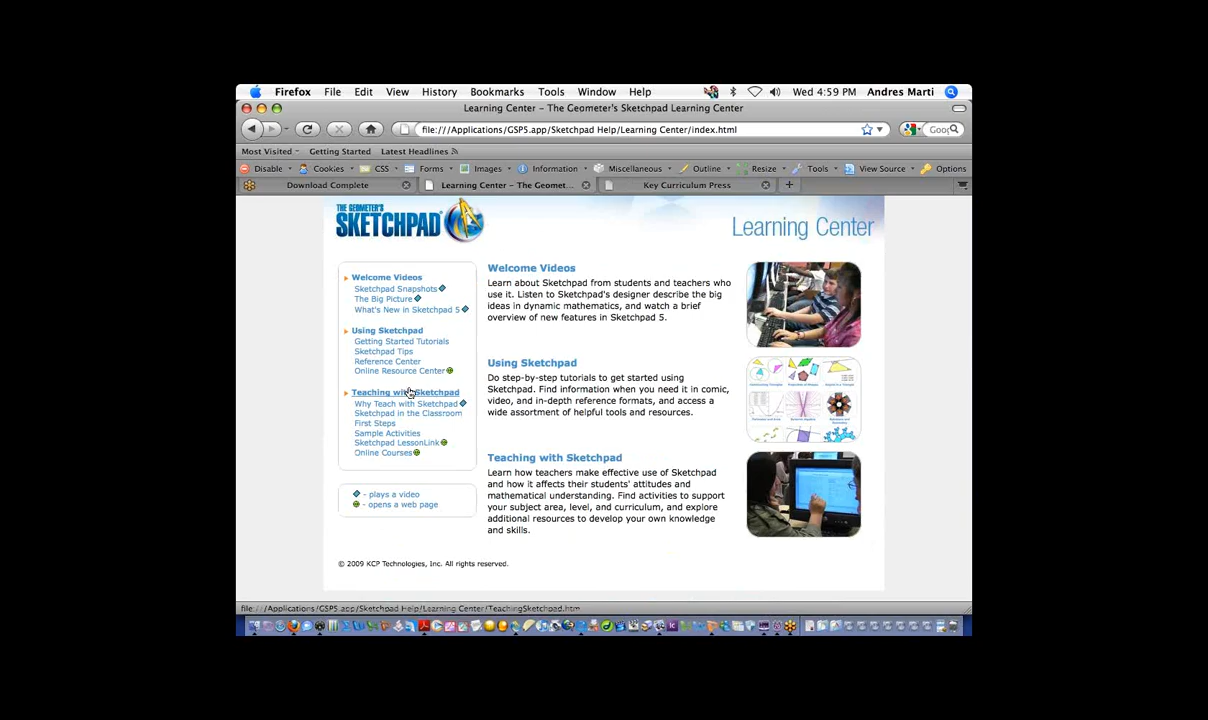 Firefox File Edit View History Bookmarks Tools Window Help Wed 4:59 PM Andres Marti
Learning Center – The Geometer's Sketchpad Learning Center
file:///Applications/GSP5.app/Sketchpad Help/Learning Center/index.html
Most Visited Getting Started Latest Headlines
Disable Cookies CSS Forms Images Information Miscellaneous Outline Resize Tools View Source Options
Download Complete Learning Center – The Geomet... Key Curriculum Press
THE GEOMETER'S
SKETCHPAD
Learning Center
Welcome Videos
Sketchpad Snapshots
The Big Picture
What's New in Sketchpad 5
Using Sketchpad
Getting Started Tutorials
Sketchpad Tips
Reference Center
Online Resource Center
Teaching with Sketchpad
Why Teach with Sketchpad
Sketchpad in the Classroom
First Steps
Sample Activities
Sketchpad LessonLink
Online Courses
- plays a video
- opens a web page
Welcome Videos
Learn about Sketchpad from students and teachers who
use it. Listen to Sketchpad's designer describe the big
ideas in dynamic mathematics, and watch a brief
overview of new features in Sketchpad 5.
Using Sketchpad
Do step-by-step tutorials to get started using
Sketchpad. Find information when you need it in comic,
video, and in-depth reference formats, and access a
wide assortment of helpful tools and resources.
Teaching with Sketchpad
Learn how teachers make effective use of Sketchpad
and how it affects their students' attitudes and
mathematical understanding. Find activities to support
your subject area, level, and curriculum, and explore
additional resources to develop your own knowledge
and skills.
© 2009 KCP Technologies, Inc. All rights reserved.
file:///Applications/GSP5.app/Sketchpad Help/Learning Center/TeachingSketchpad.htm